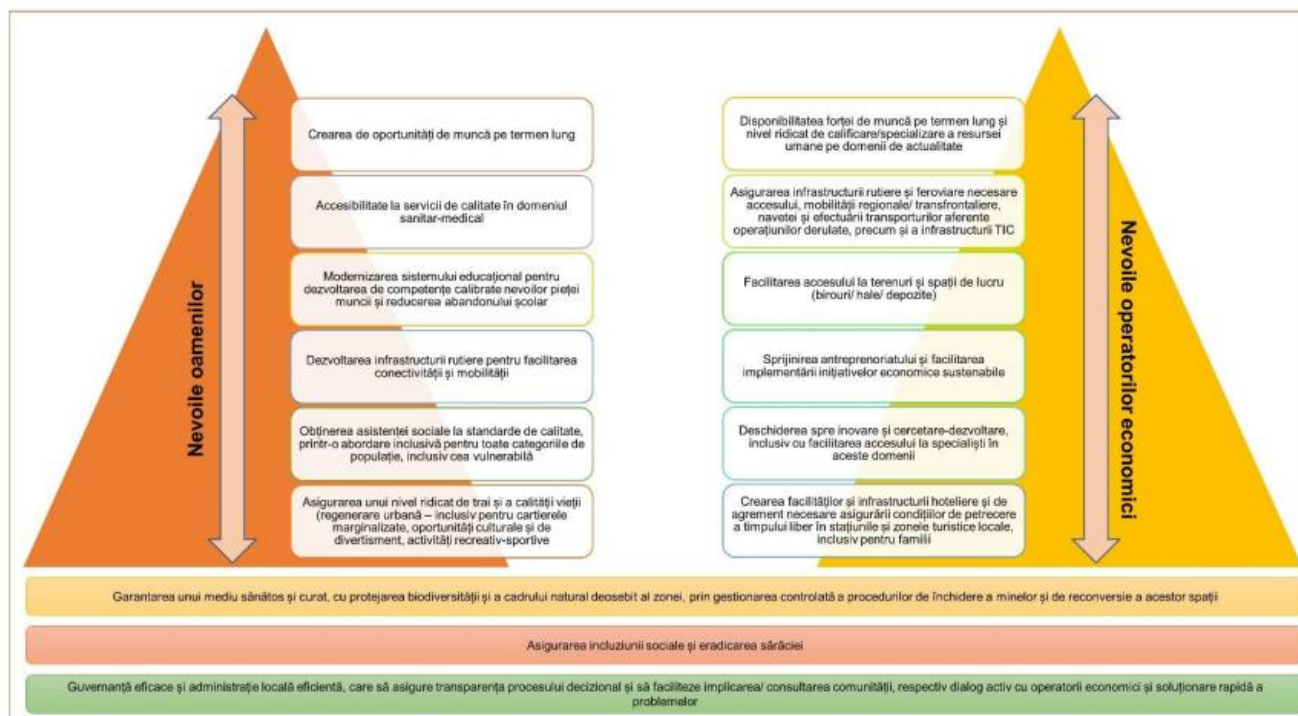 Nevoile oamenilor
Crearea de oportunități de muncă pe termen lung
Accesibilitate la servicii de calitate în domeniul
sanitar-medical
Modernizarea sistemului educațional pentru
dezvoltarea de competențe calibrate nevoilor pieței
muncii și reducerea abandonului școlar
Dezvoltarea infrastructurii rutiere pentru facilitarea
conectivității și mobilității
Obținerea asistenței sociale la standarde de calitate,
printr-o abordare inclusivă pentru toate categoriile de
populație, inclusiv cea vulnerabilă
Asigurarea unui nivel ridicat de trai și a calității vieții
(regenerare urbană – inclusiv pentru cartierele
marginalizate, oportunități culturale și de
divertisment, activități recreativ-sportive
Disponibilitatea forței de muncă pe termen lung și
nivel ridicat de calificare/specializare a resursei
umane pe domenii de actualitate
Asigurarea infrastructurii rutiere și feroviare necesare
accesului, mobilității regionale/ transfrontaliere,
navetei și efectuării transporturilor aferente
operațiunilor derulate, precum și a infrastructurii TIC
Facilitarea accesului la terenuri și spații de lucru
(birouri/ hale/ depozite)
Sprijinirea antreprenoriatului și facilitarea
implementării inițiativelor economice sustenabile
Deschiderea spre inovare și cercetare-dezvoltare,
inclusiv cu facilitarea accesului la specialiști în
aceste domenii
Crearea facilităților și infrastructurii hoteliere și de
agrement necesare asigurării condițiilor de petrecere
a timpului liber în stațiunile și zonele turistice locale,
inclusiv pentru familii
Nevoile operatorilor economici
Garantarea unui mediu sănătos și curat, cu protejarea biodiversității și a cadrului natural deosebit al zonei, prin gestionarea controlată a procedurilor de închidere a minelor și de reconversie a acestor spații
Asigurarea incluziunii sociale și eradicarea sărăciei
Guvernanță eficace și administrație locală eficientă, care să asigure transparența procesului decizional și să faciliteze implicarea/ consultarea comunității, respectiv dialog activ cu operatorii economici și soluționare rapidă a
problemelor